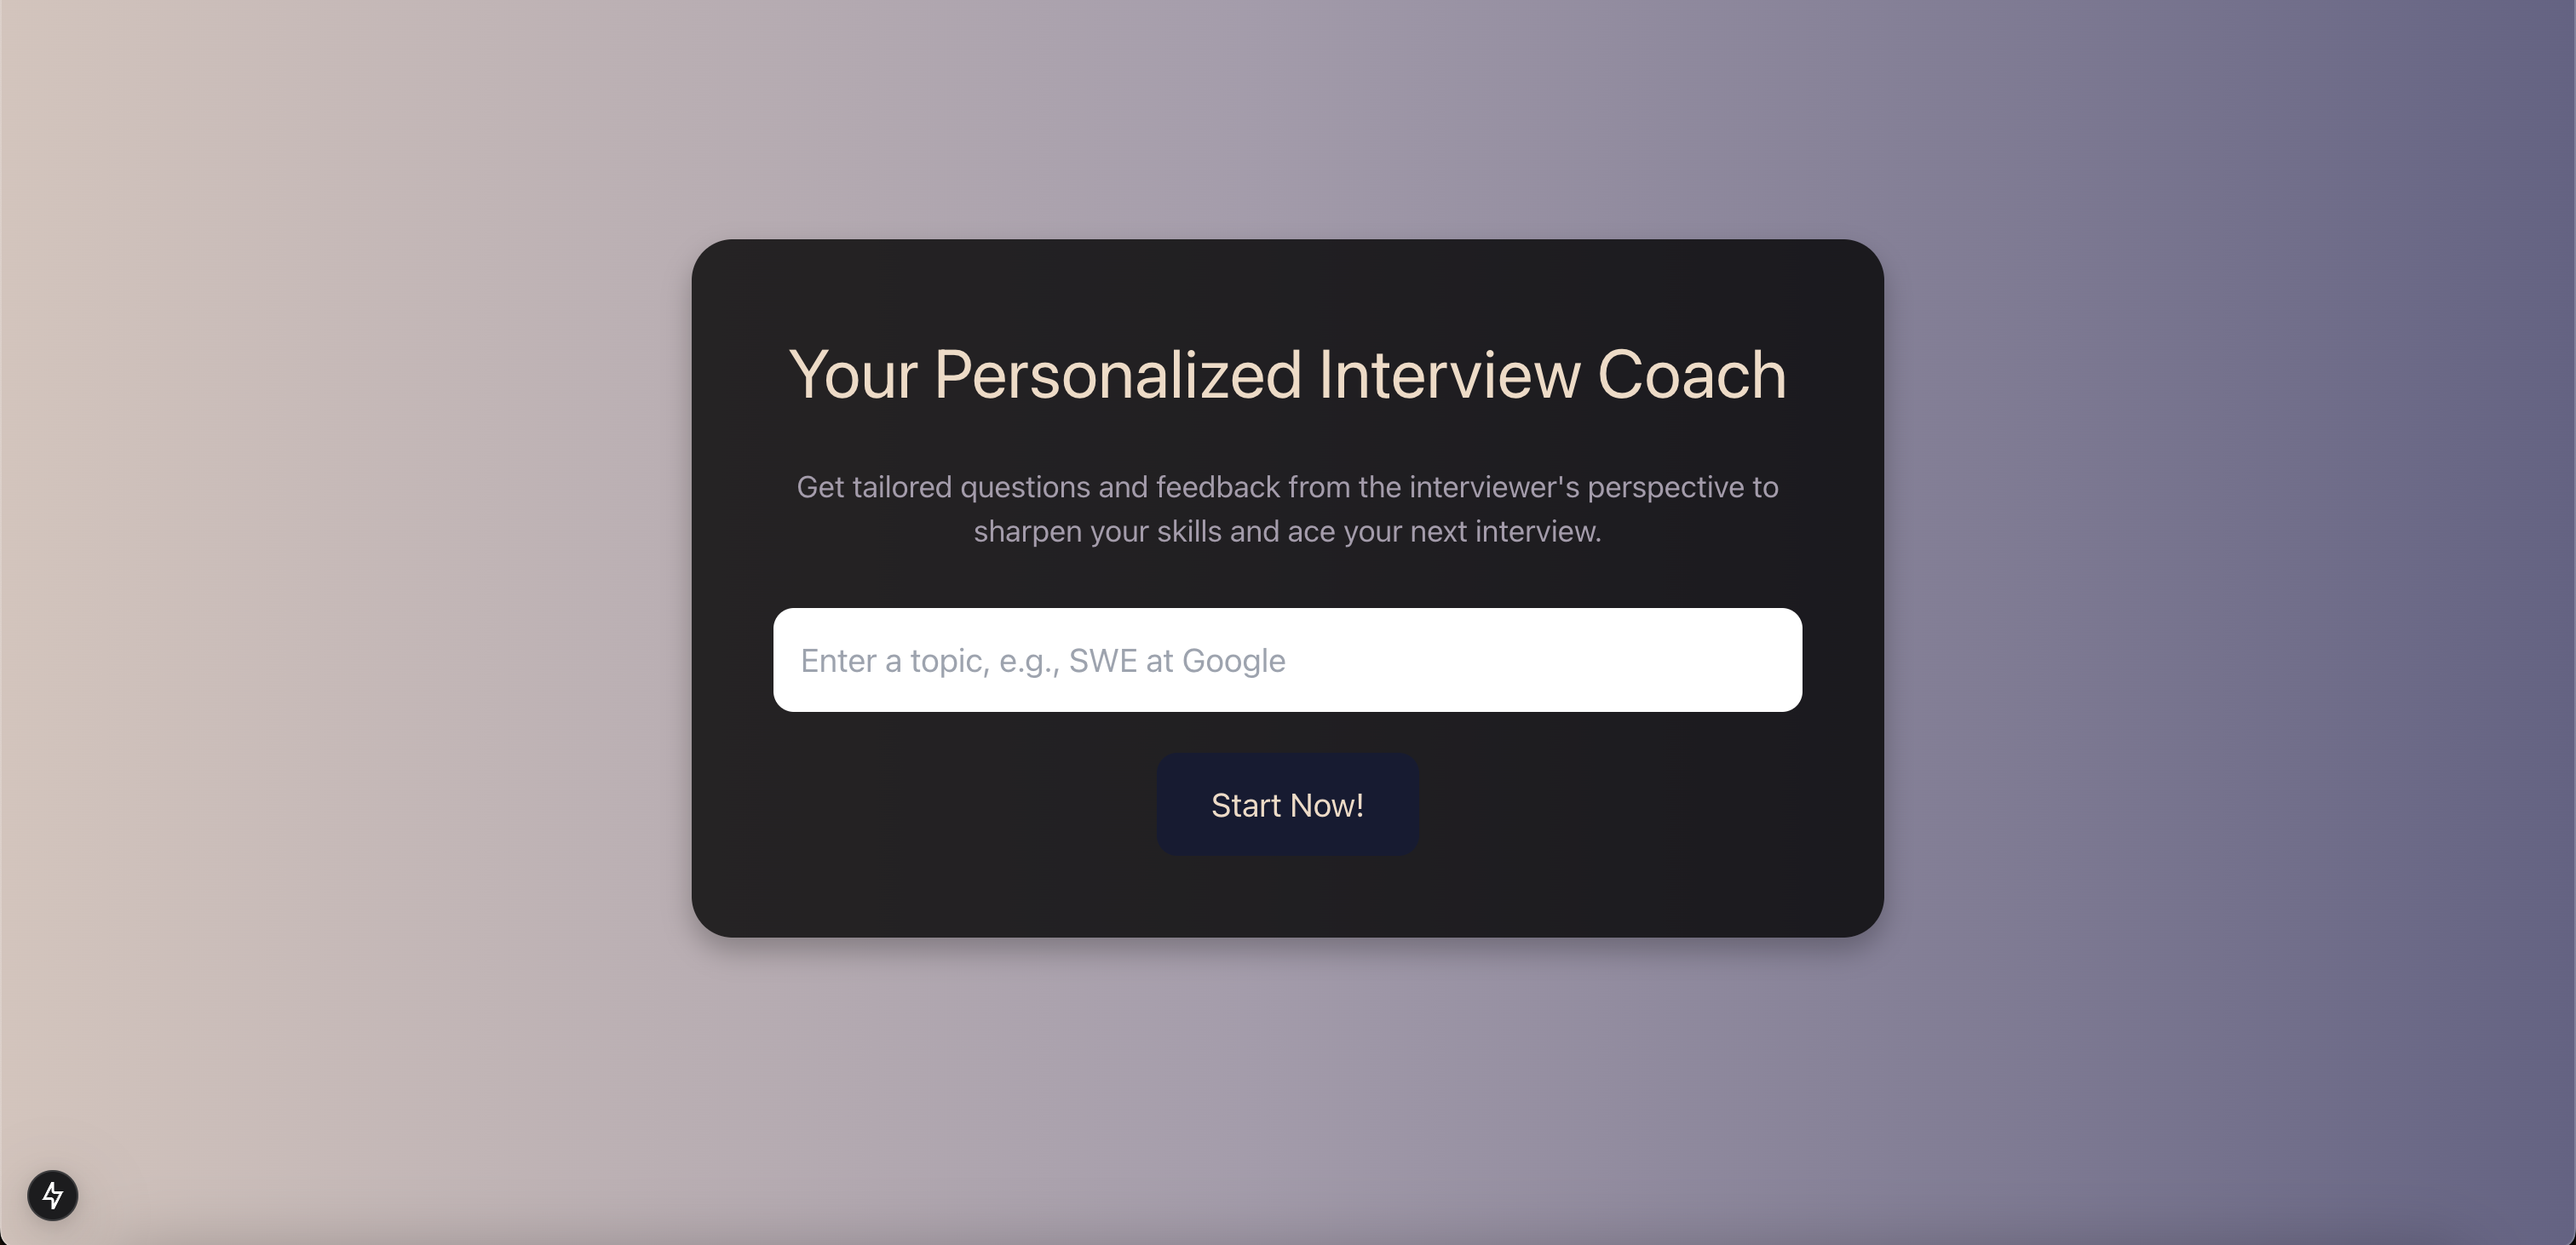 Your Personalized Interview Coach
Get tailored questions and feedback from the interviewer's perspective to
sharpen your skills and ace your next interview.
Enter a topic, e.g., SWE at Google
Start Now!